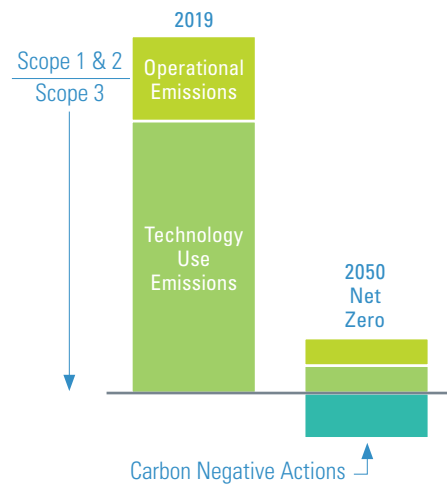 2019
Scope 1 & 2
Scope 3
Operational
Emissions
Technology
Use
Emissions
2050
Net
Zero
Carbon Negative Actions